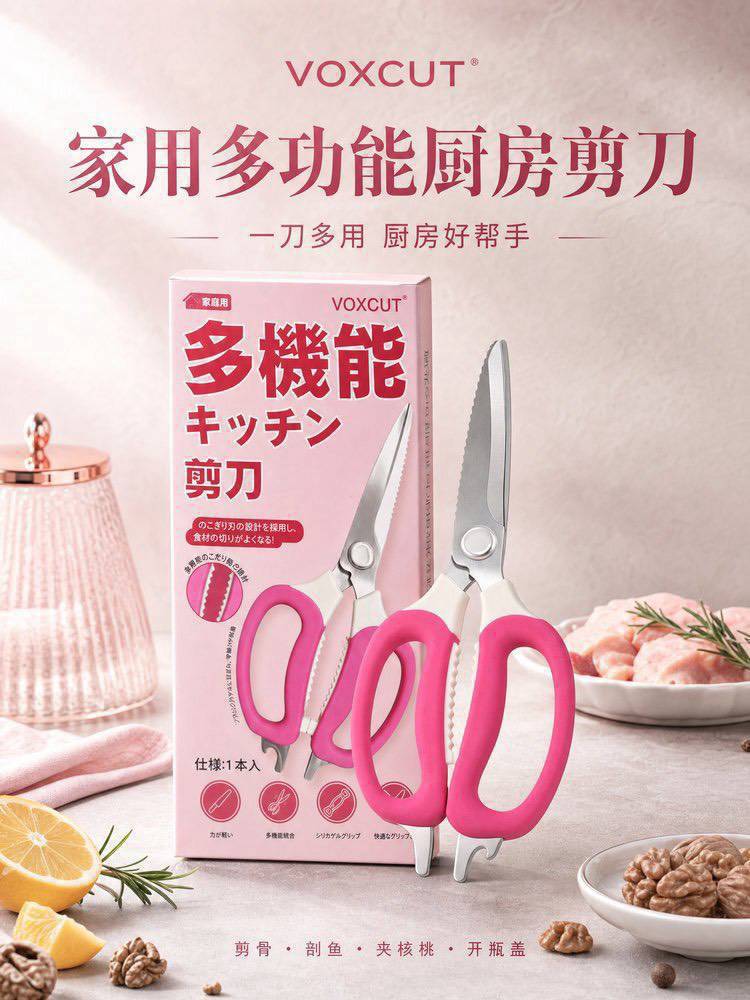 VOXCUT®
家用多功能厨房剪刀
一刀多用 厨房好帮手
家庭用
VOXCUT®
多機能
キッチン
剪刀
のこぎり刃の設計を採用し、
食材の切りがよくなる!
仕様:1本入
力が軽い
多機能統合
シリカゲルグリップ
快適なグリップ
剪骨·剖鱼·夹核桃·开瓶盖